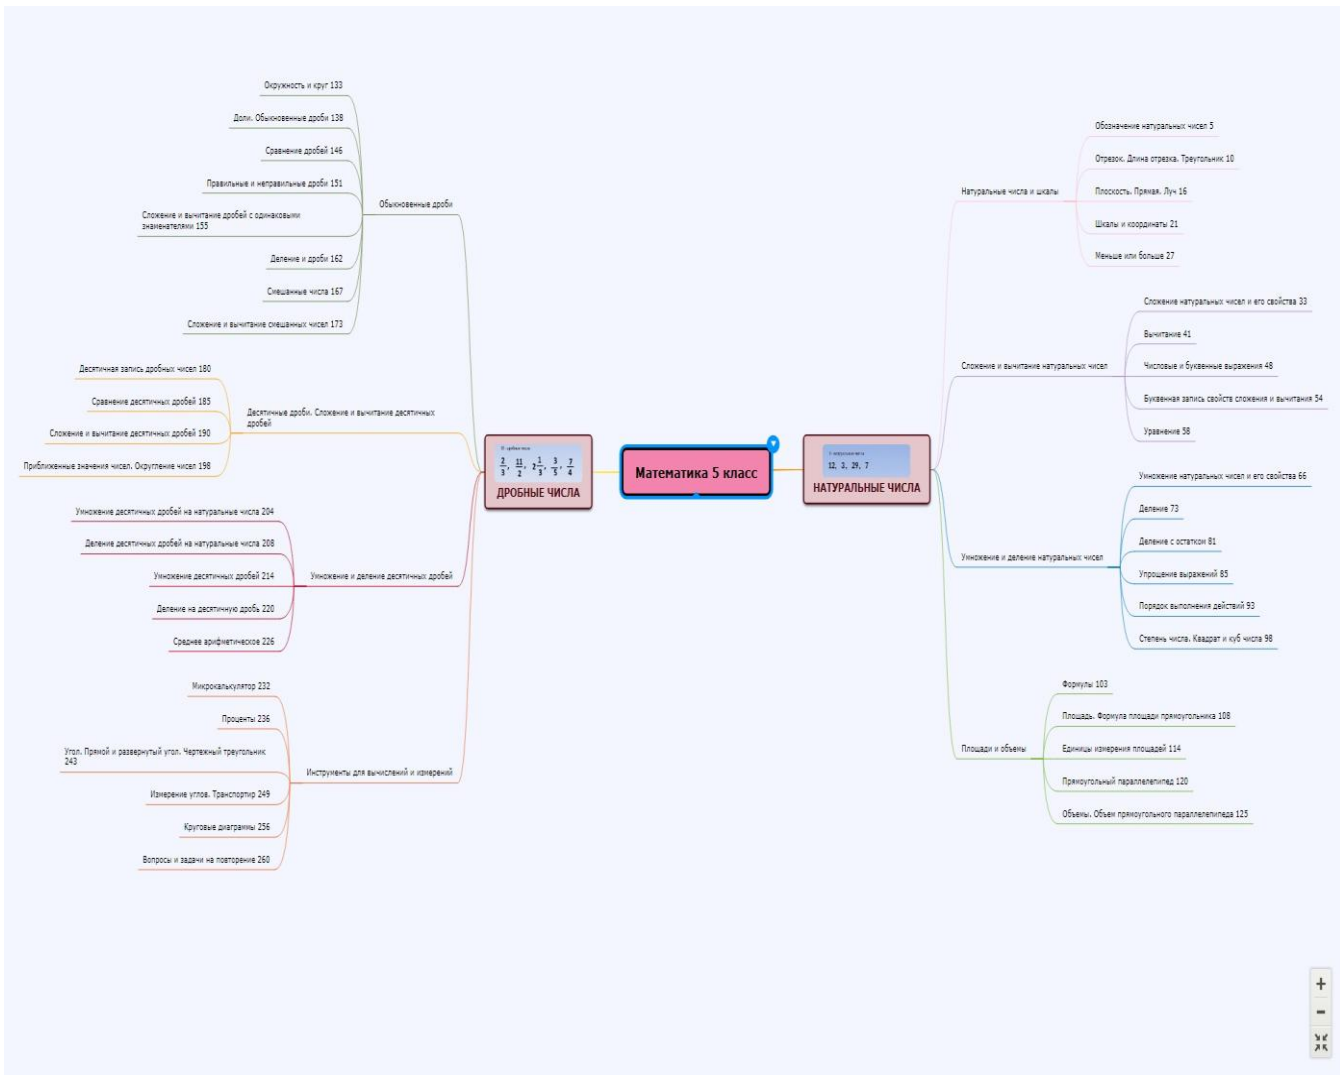 Окружность и круг 133
Доли. Обыкновенные дроби 138
Сравнение дробей 146
Правильные и неправильные дроби 151
Сложение и вычитание дробей с одинаковыми
знаменателями 155
Деление и дроби 162
Смешанные числа 167
Сложение и вычитание смешанных чисел 173
Обыкновенные дроби
Десятичная запись дробных чисел 180
Сравнение десятичных дробей 185
Сложение и вычитание десятичных дробей 190
Приближенные значения чисел. Округление чисел 198
Десятичные дроби. Сложение и вычитание десятичных
дробей
Умножение десятичных дробей на натуральные числа 204
Деление десятичных дробей на натуральные числа 208
Умножение десятичных дробей 214
Деление на десятичную дробь 220
Среднее арифметическое 226
Умножение и деление десятичных дробей
Микрокалькулятор 232
Проценты 236
Угол. Прямой и развернутый угол. Чертежный треугольник
243
Измерение углов. Транспортир 249
Круговые диаграммы 256
Вопросы и задачи на повторение 260
Инструменты для вычислений и измерений
2/3, 11/2, 2 1/3, 3/5, 7/4
ДРОБНЫЕ ЧИСЛА
Математика 5 класс
12, 3, 29, 7
НАТУРАЛЬНЫЕ ЧИСЛА
Натуральные числа и шкалы
Обозначение натуральных чисел 5
Отрезок. Длина отрезка. Треугольник 10
Плоскость. Прямая. Луч 16
Шкалы и координаты 21
Меньше или больше 27
Сложение и вычитание натуральных чисел
Сложение натуральных чисел и его свойства 33
Вычитание 41
Числовые и буквенные выражения 48
Буквенная запись свойств сложения и вычитания 54
Уравнение 58
Умножение и деление натуральных чисел
Умножение натуральных чисел и его свойства 66
Деление 73
Деление с остатком 81
Упрощение выражений 85
Порядок выполнения действий 93
Степень числа. Квадрат и куб числа 98
Площади и объемы
Формулы 103
Площадь. Формула площади прямоугольника 108
Единицы измерения площадей 114
Прямоугольный параллелепипед 120
Объемы. Объем прямоугольного параллелепипеда 125